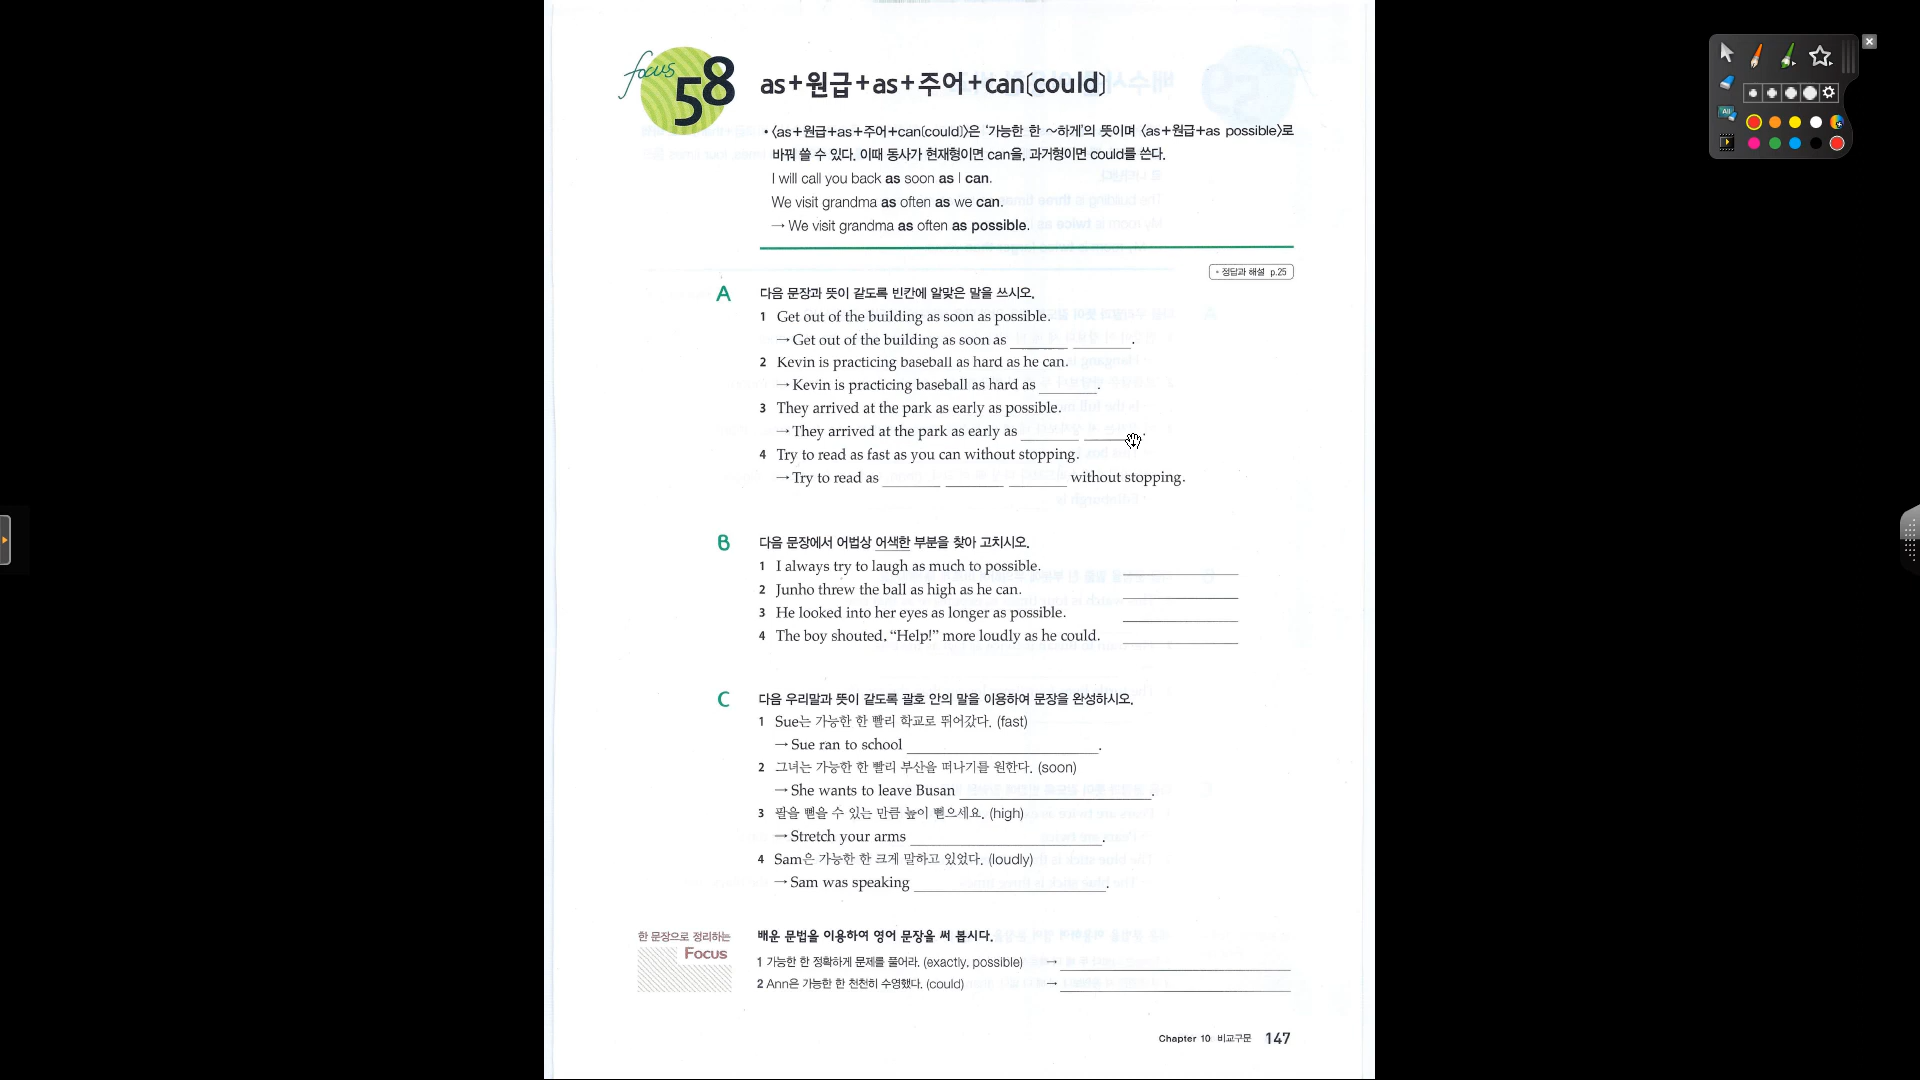 focus 58
as+원급+as+주어+can(could)
• 〈as+원급+as+주어+can(could)〉은 ‘가능한 한 ~하게’의 뜻이며 〈as+원급+as possible〉로
바꿔 쓸 수 있다. 이때 동사가 현재형이면 can을, 과거형이면 could를 쓴다.
I will call you back as soon as I can.
We visit grandma as often as we can.
→ We visit grandma as often as possible.
• 정답과 해설 p.25
A 다음 문장과 뜻이 같도록 빈칸에 알맞은 말을 쓰시오.
1 Get out of the building as soon as possible.
→ Get out of the building as soon as ______ ______.
2 Kevin is practicing baseball as hard as he can.
→ Kevin is practicing baseball as hard as ______.
3 They arrived at the park as early as possible.
→ They arrived at the park as early as ______ ______.
4 Try to read as fast as you can without stopping.
→ Try to read as ______ ______ ______ without stopping.
B 다음 문장에서 어법상 어색한 부분을 찾아 고치시오.
1 I always try to laugh as much to possible. ____________
2 Junho threw the ball as high as he can. ____________
3 He looked into her eyes as longer as possible. ____________
4 The boy shouted, “Help!” more loudly as he could. ____________
C 다음 우리말과 뜻이 같도록 괄호 안의 말을 이용하여 문장을 완성하시오.
1 Sue는 가능한 한 빨리 학교로 뛰어갔다. (fast)
→ Sue ran to school ____________________.
2 그녀는 가능한 한 빨리 부산을 떠나기를 원한다. (soon)
→ She wants to leave Busan ____________________.
3 팔을 뻗을 수 있는 만큼 높이 뻗으세요. (high)
→ Stretch your arms ____________________.
4 Sam은 가능한 한 크게 말하고 있었다. (loudly)
→ Sam was speaking ____________________.
한 문장으로 정리하는
Focus
배운 문법을 이용하여 영어 문장을 써 봅시다.
1 가능한 한 정확하게 문제를 풀어라. (exactly, possible) → ____________________
2 Ann은 가능한 한 천천히 수영했다. (could) → ____________________
Chapter 10 비교구문 147